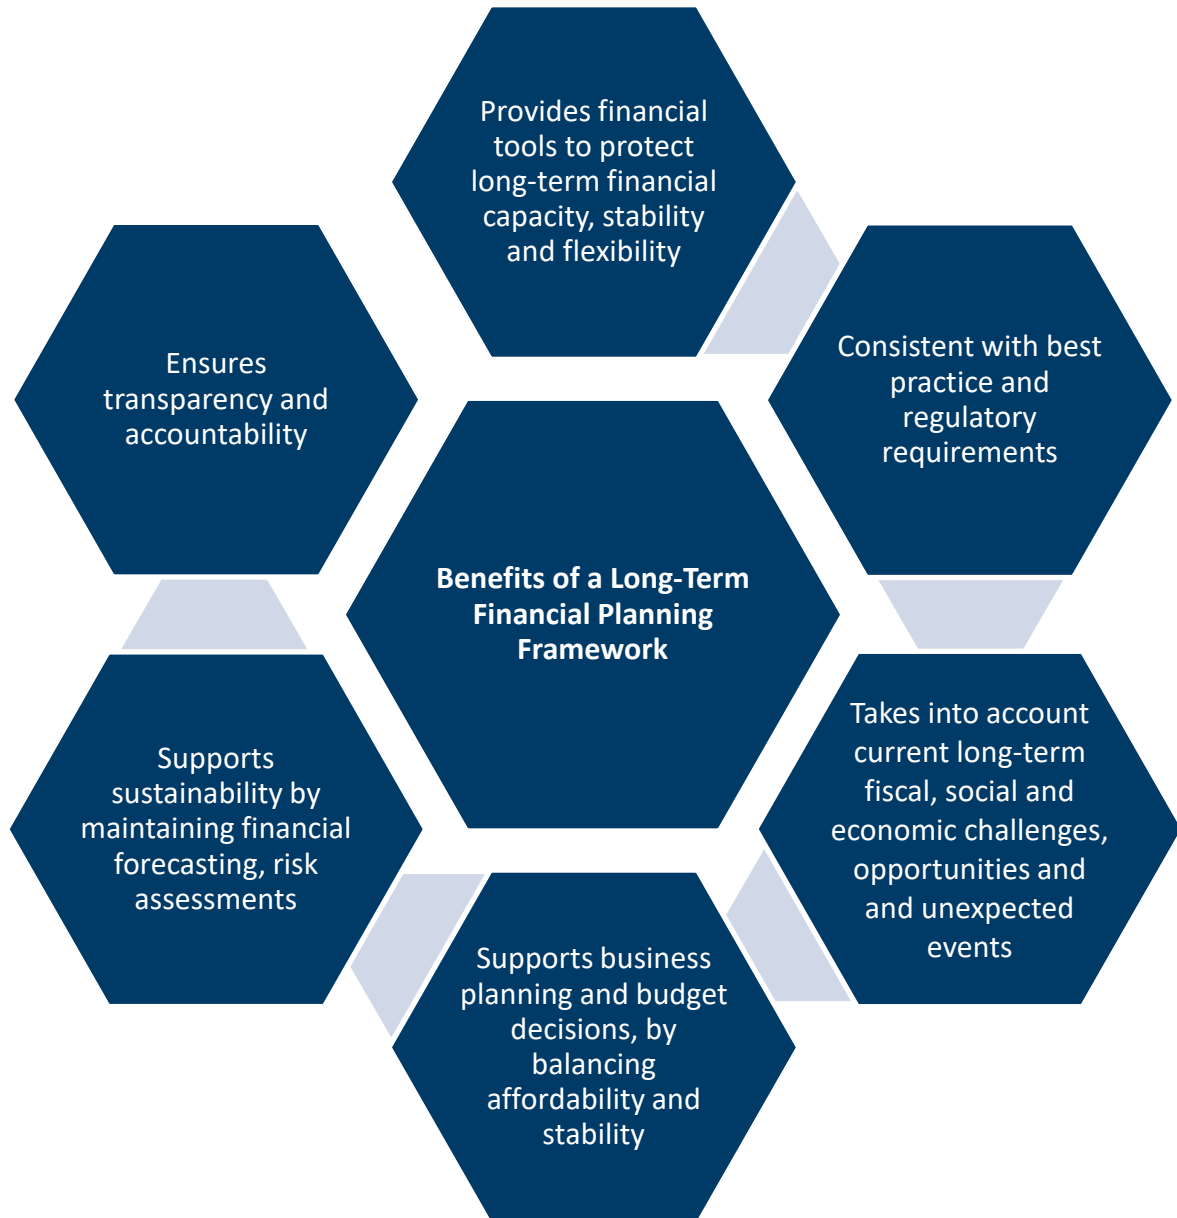 Provides financial
tools to protect
long-term financial
capacity, stability
and flexibility
Consistent with best
practice and
regulatory
requirements
Takes into account
current long-term
fiscal, social and
economic challenges,
opportunities and
and unexpected
events
Supports business
planning and budget
decisions, by
balancing
affordability and
stability
Supports
sustainability by
maintaining financial
forecasting, risk
assessments
Ensures
transparency and
accountability
Benefits of a Long-Term
Financial Planning
Framework